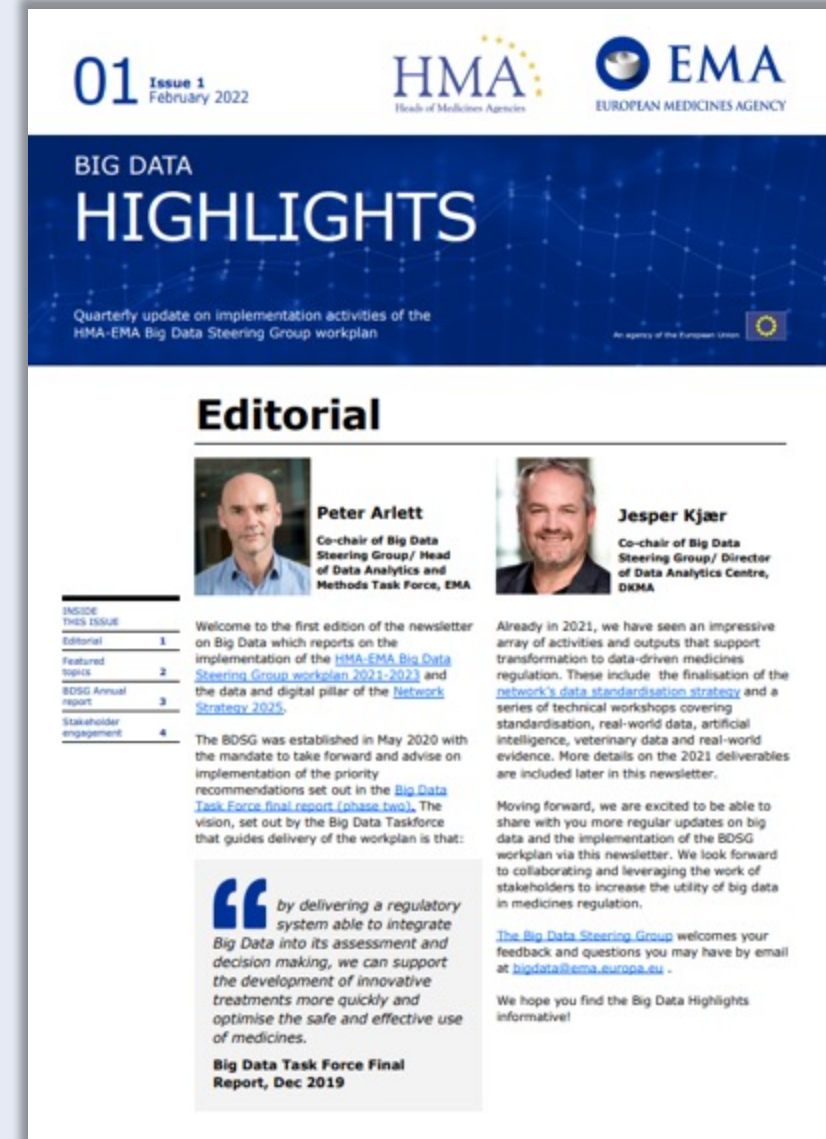 01
Issue 1
February 2022
HMA
Heads of Medicines Agencies
EMA
EUROPEAN MEDICINES AGENCY
BIG DATA
HIGHLIGHTS
Quarterly update on implementation activities of the
HMA-EMA Big Data Steering Group workplan
An agency of the European Union
Editorial
Peter Arlett
Co-chair of Big Data
Steering Group/ Head
of Data Analytics and
Methods Task Force, EMA
Jesper Kjær
Co-chair of Big Data
Steering Group/ Director
of Data Analytics Centre,
DKMA
INSIDE
THIS ISSUE
Editorial 1
Featured
topics 2
BDSG Annual
report 3
Stakeholder
engagement 4
Welcome to the first edition of the newsletter
on Big Data which reports on the
implementation of the HMA-EMA Big Data
Steering Group workplan 2021-2023 and
the data and digital pillar of the Network
Strategy 2025.
The BDSG was established in May 2020 with
the mandate to take forward and advise on
implementation of the priority
recommendations set out in the Big Data
Task Force final report (phase two). The
vision, set out by the Big Data Taskforce
that guides delivery of the workplan is that:
“ by delivering a regulatory
system able to integrate
Big Data into its assessment and
decision making, we can support
the development of innovative
treatments more quickly and
optimise the safe and effective use
of medicines.
Big Data Task Force Final
Report, Dec 2019
Already in 2021, we have seen an impressive
array of activities and outputs that support
transformation to data-driven medicines
regulation. These include the finalisation of the
network's data standardisation strategy and a
series of technical workshops covering
standardisation, real-world data, artificial
intelligence, veterinary data and real-world
evidence. More details on the 2021 deliverables
are included later in this newsletter.
Moving forward, we are excited to be able to
share with you more regular updates on big
data and the implementation of the BDSG
workplan via this newsletter. We look forward
to collaborating and leveraging the work of
stakeholders to increase the utility of big data
in medicines regulation.
The Big Data Steering Group welcomes your
feedback and questions you may have by email
at bigdata@ema.europa.eu .
We hope you find the Big Data Highlights
informative!